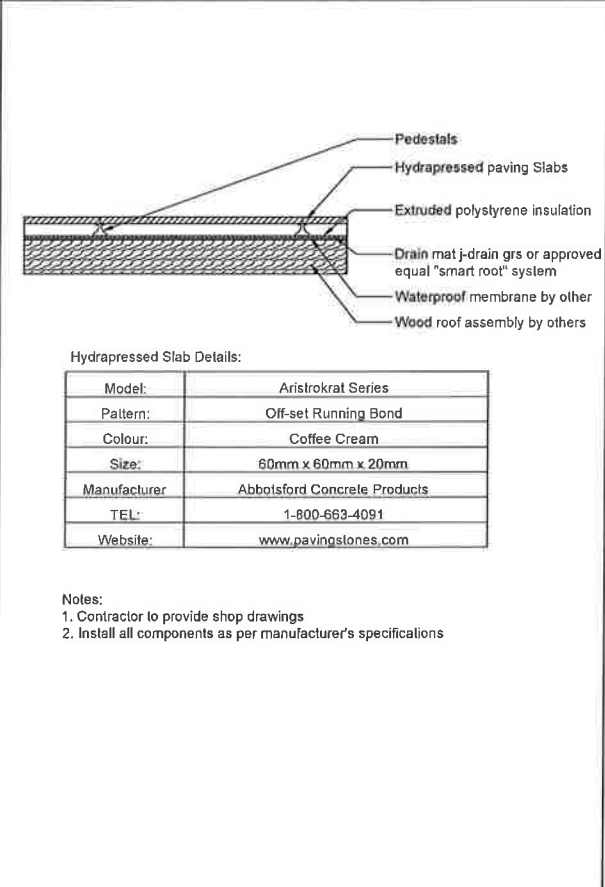 Pedestals
Hydrapressed paving Slabs
Extruded polystyrene insulation
Drain mat j-drain grs or approved
equal "smart root" system
Waterproof membrane by other
Wood roof assembly by others
Hydrapressed Slab Details:
Model: Aristrokrat Series
Pattern: Off-set Running Bond
Colour: Coffee Cream
Size: 60mm x 60mm x 20mm
Manufacturer Abbotsford Concrete Products
TEL: 1-800-663-4091
Website: www.pavingstones.com
Notes:
1. Contractor to provide shop drawings
2. Install all components as per manufacturer's specifications